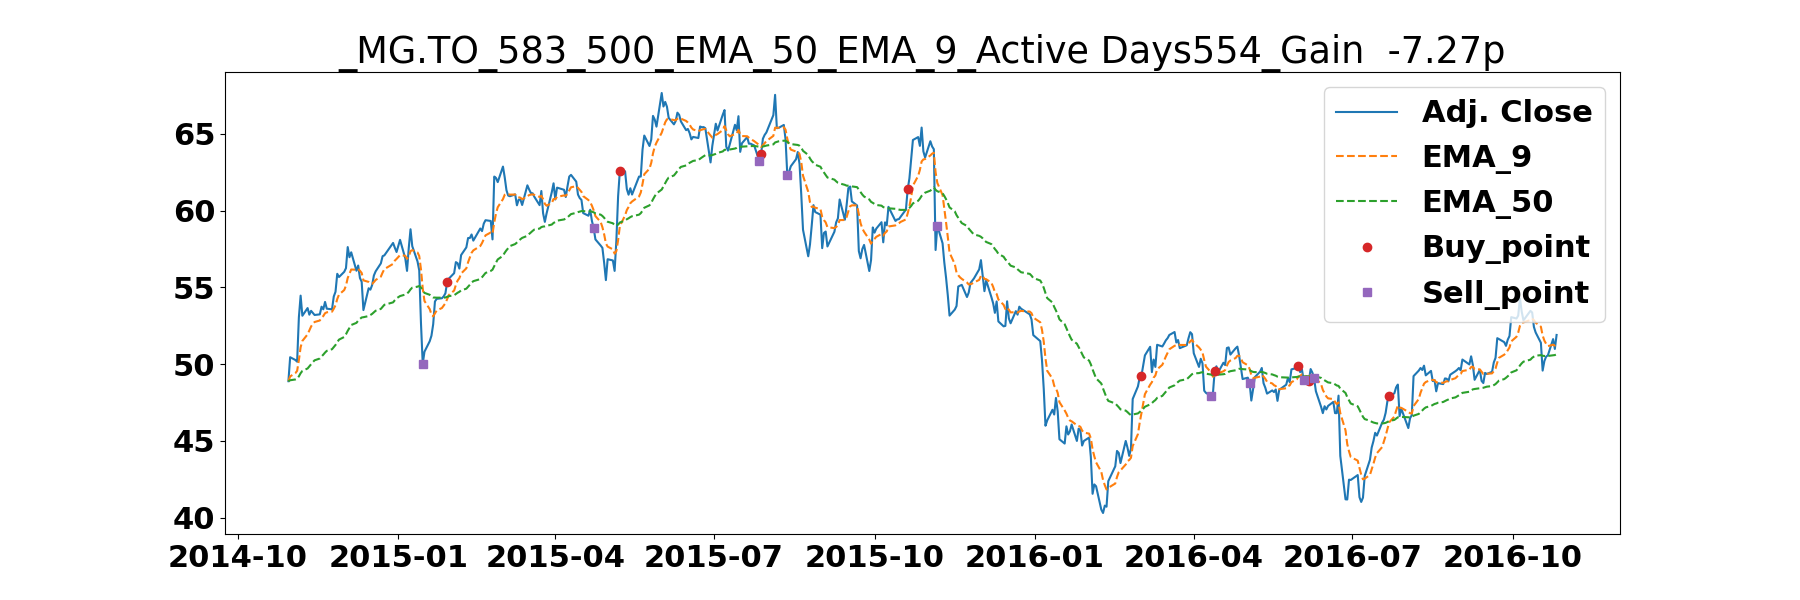 _MG.TO_583_500_EMA_50_EMA_9_Active Days554_Gain  -7.27p
Adj. Close
EMA_9
EMA_50
Buy_point
Sell_point
65
60
55
50
45
40
2014-10 2015-01 2015-04 2015-07 2015-10 2016-01 2016-04 2016-07 2016-10